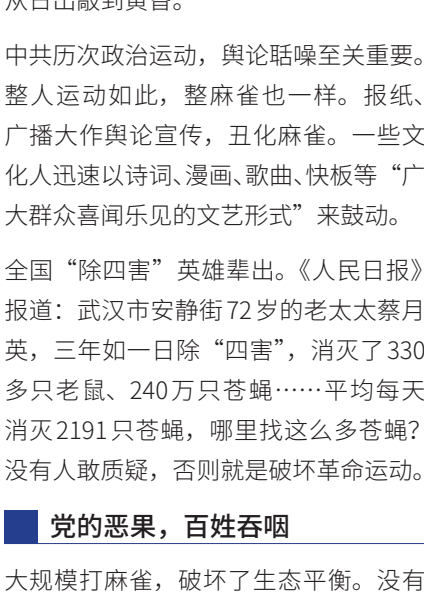 从日出敲到黄昏。
中共历次政治运动，舆论聒噪至关重要。
整人运动如此，整麻雀也一样。报纸、
广播大作舆论宣传，丑化麻雀。一些文
化人迅速以诗词、漫画、歌曲、快板等“广
大群众喜闻乐见的文艺形式”来鼓动。
全国“除四害”英雄辈出。《人民日报》
报道：武汉市安静街72岁的老太太蔡月
英，三年如一日除“四害”，消灭了330
多只老鼠、240万只苍蝇……平均每天
消灭2191只苍蝇，哪里找这么多苍蝇？
没有人敢质疑，否则就是破坏革命运动。
党的恶果，百姓吞咽
大规模打麻雀，破坏了生态平衡。没有